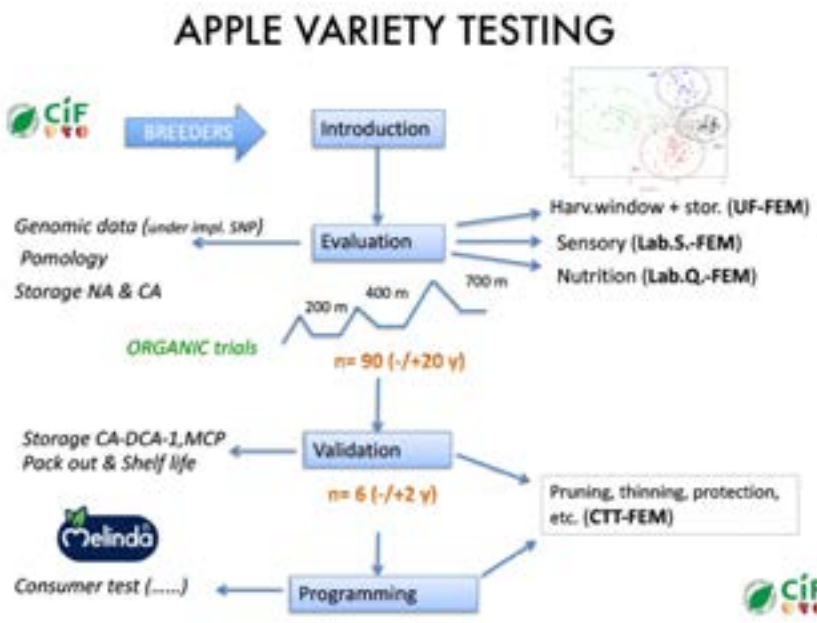 APPLE VARIETY TESTING
CiF
BREEDERS
Introduction
Harv.window + stor. (UF-FEM)
Genomic data (under impl. SNP)
Evaluation
Sensory (Lab.S.-FEM)
Pomology
Nutrition (Lab.Q.-FEM)
Storage NA & CA
200 m
400 m
700 m
ORGANIC trials
n= 90 (-/+20 y)
Storage CA-DCA-1,MCP
Pack out & Shelf life
Validation
n= 6 (-/+2 y)
Pruning, thinning, protection,
etc. (CTT-FEM)
melinda
Consumer test (.....)
Programming
CiF